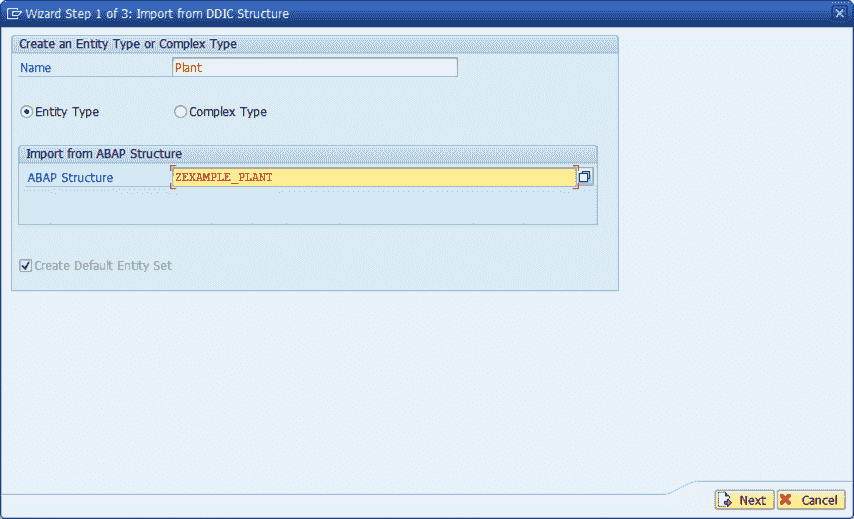 Wizard Step 1 of 3: Import from DDIC Structure
Create an Entity Type or Complex Type
Name Plant
Entity Type Complex Type
Import from ABAP Structure
ABAP Structure ZEXAMPLE_PLANT
Create Default Entity Set
Next Cancel